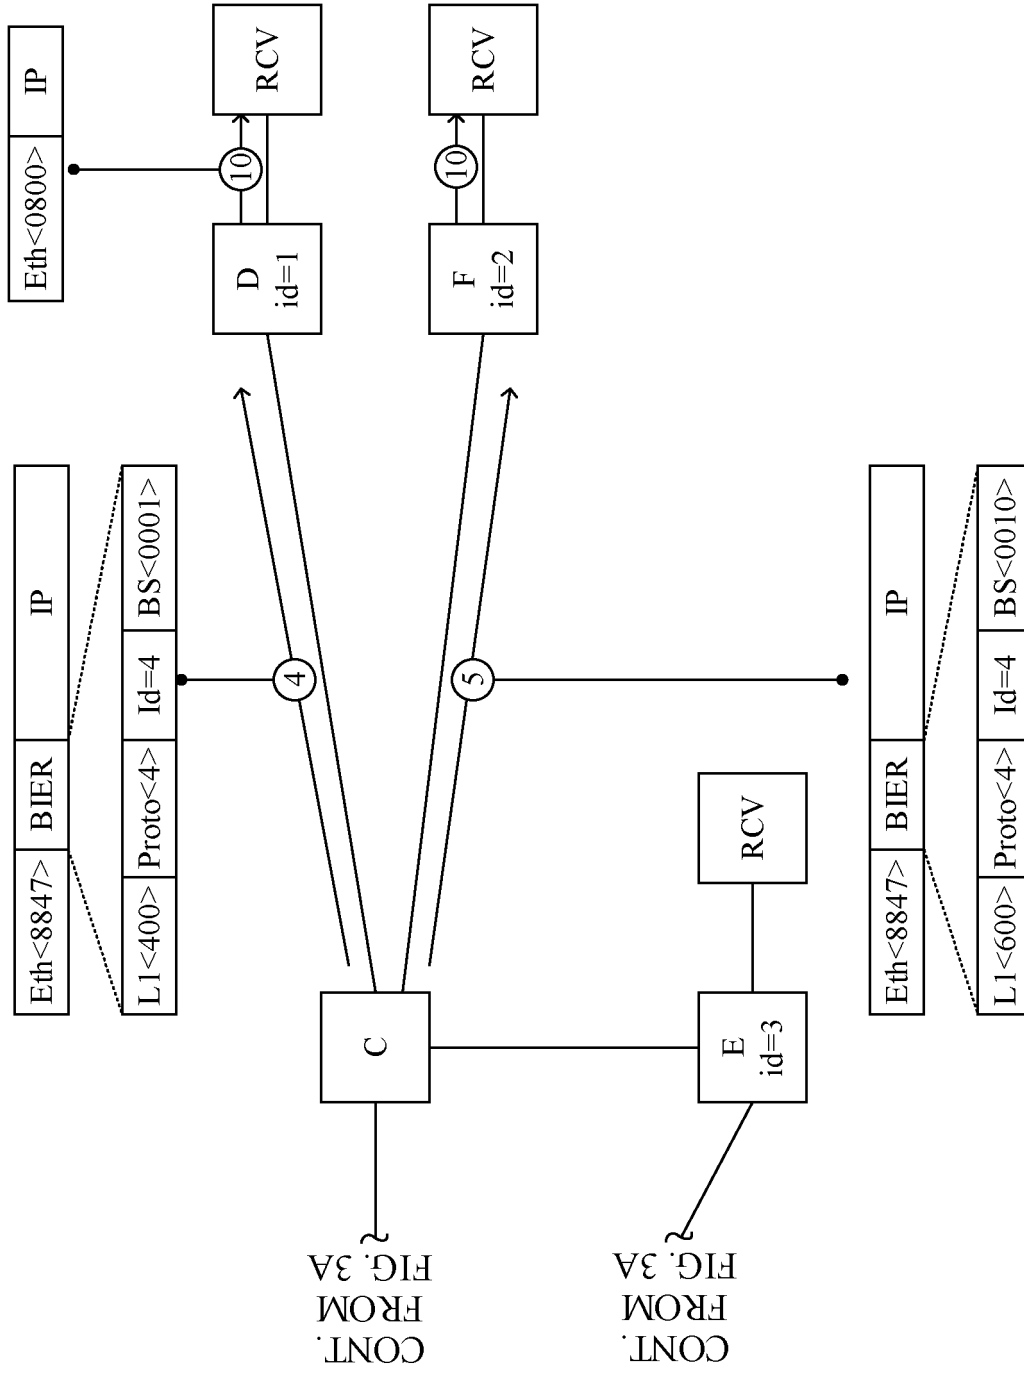 Eth<8847> BIER IP
Eth<0800> IP
L1<400> Proto<4> Id=4 BS<0001>
10
D
id=1
RCV
4
CONT.
FROM
FIG. 3A
C
10
F
id=2
RCV
5
CONT.
FROM
FIG. 3A
E
id=3
RCV
Eth<8847> BIER IP
L1<600> Proto<4> Id=4 BS<0010>